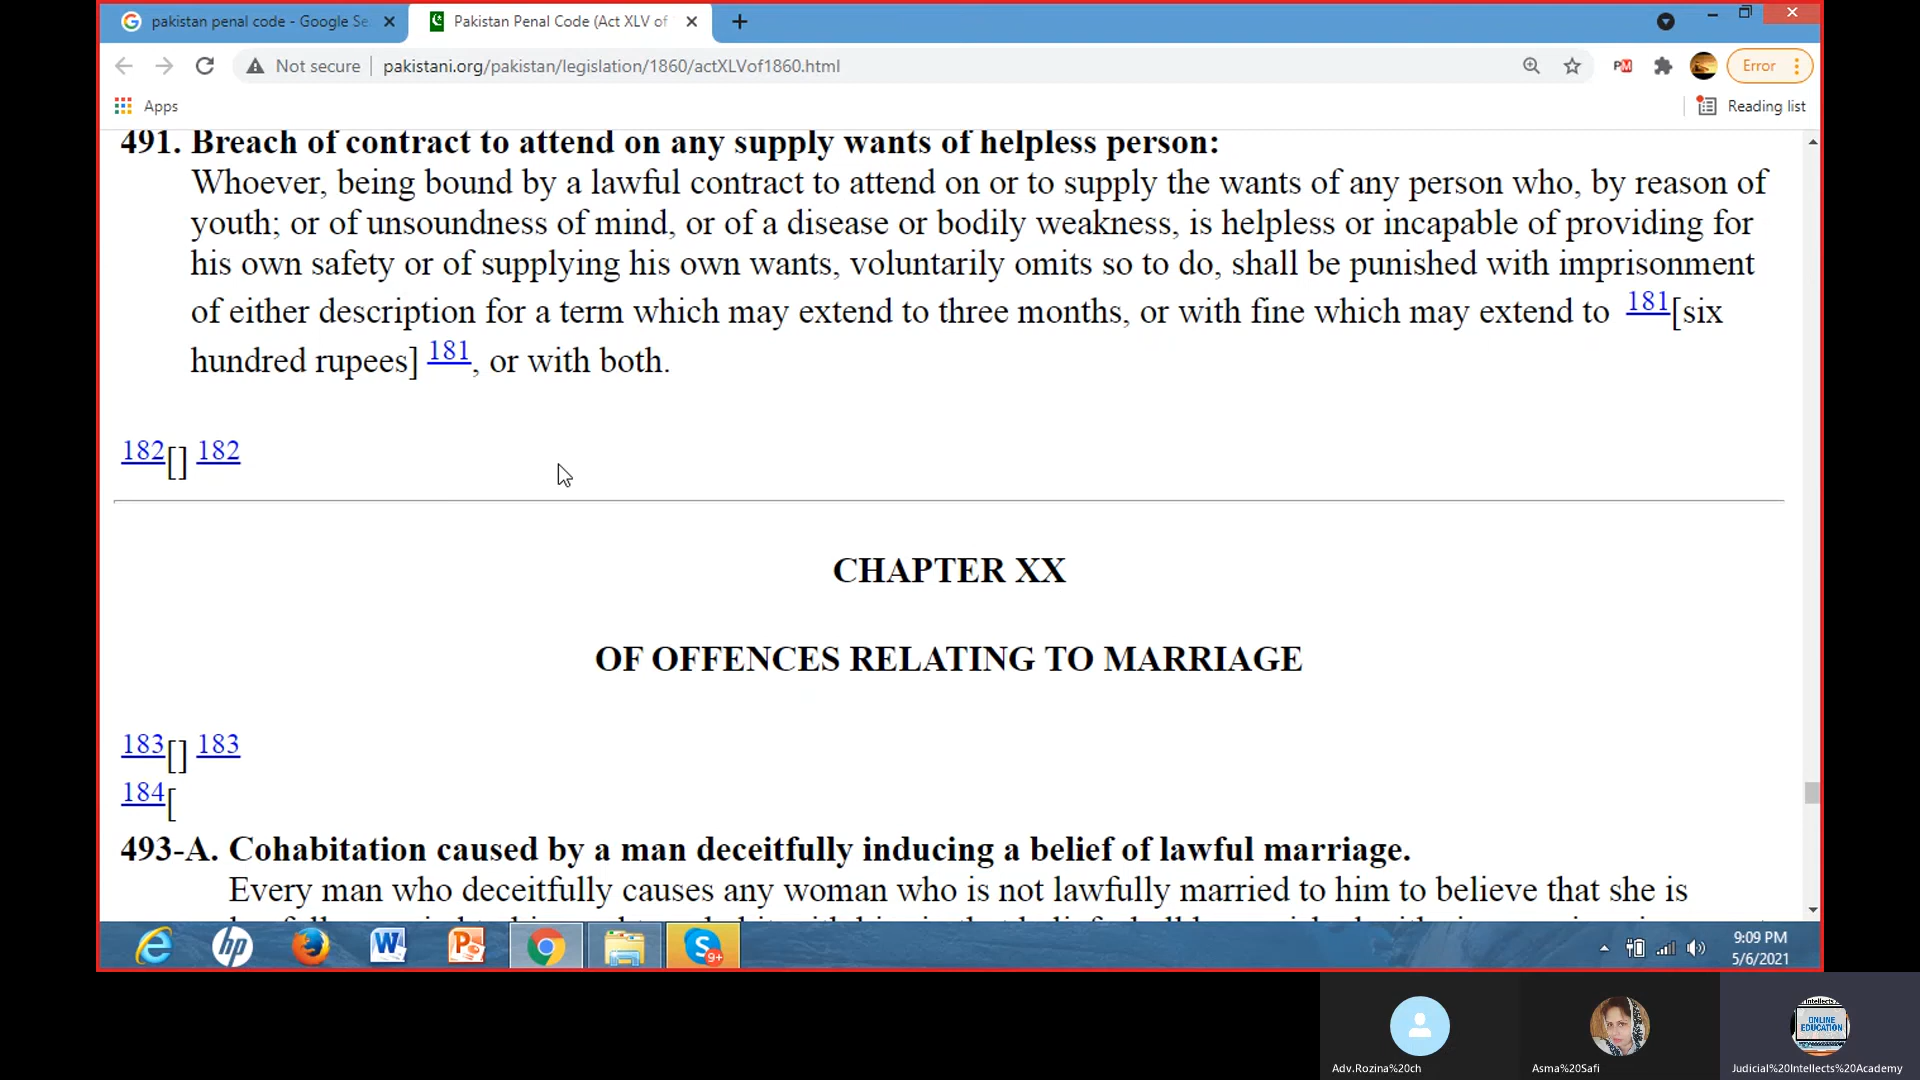 pakistan penal code - Google Se
Pakistan Penal Code (Act XLV of
Not secure
pakistani.org/pakistan/legislation/1860/actXLVof1860.html
PM
Error
Apps
Reading list
491. Breach of contract to attend on any supply wants of helpless person:
Whoever, being bound by a lawful contract to attend on or to supply the wants of any person who, by reason of
youth; or of unsoundness of mind, or of a disease or bodily weakness, is helpless or incapable of providing for
his own safety or of supplying his own wants, voluntarily omits so to do, shall be punished with imprisonment
of either description for a term which may extend to three months, or with fine which may extend to 181[six
hundred rupees] 181, or with both.
182[] 182
CHAPTER XX
OF OFFENCES RELATING TO MARRIAGE
183[] 183
184[
493-A. Cohabitation caused by a man deceitfully inducing a belief of lawful marriage.
Every man who deceitfully causes any woman who is not lawfully married to him to believe that she is
9+
9:09 PM
5/6/2021
Intellects
ONLINE
EDUCATION
Adv.Rozina%20ch
Asma%20Safi
Judicial%20Intellects%20Academy